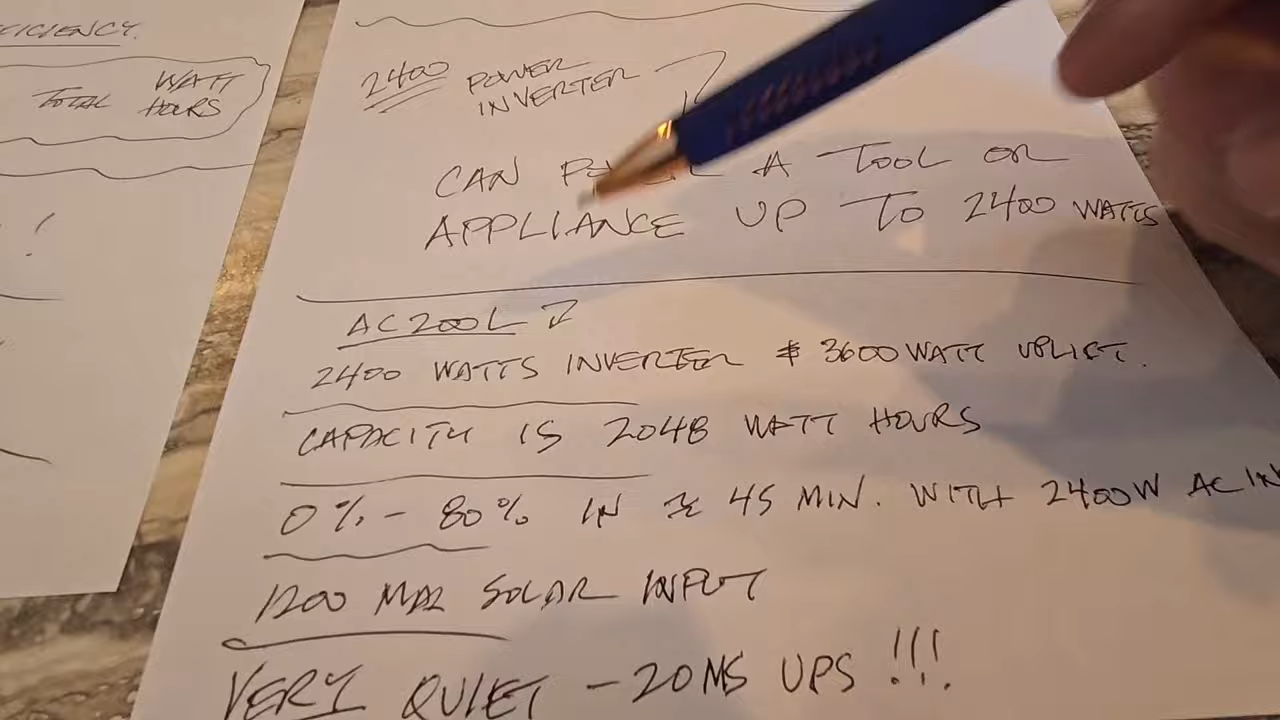 EFICIENCY.
TOTAL WATT
HOURS
!
2400 POWER
INVERTER
CAN A TOOL OR
APPLIANCE UP TO 2400 WATTS
AC200L
2400 WATTS INVERTER & 3600 WATT UPLIFT.
CAPACITY IS 2048 WATT HOURS
0% - 80% IN ≈ 45 MIN. WITH 2400W AC IN
1200 MAX SOLAR INPUT
VERY QUIET - 20MS UPS !!!